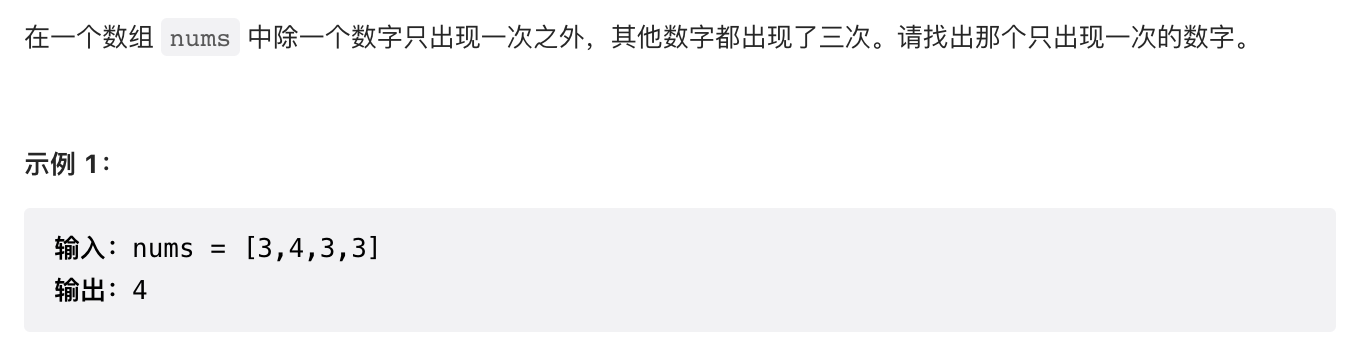 在一个数组 nums 中除一个数字只出现一次之外，其他数字都出现了三次。请找出那个只出现一次的数字。
示例 1：
输入：nums = [3,4,3,3]
输出：4